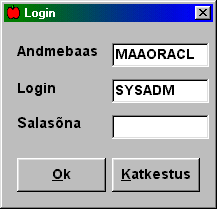 Login
Andmebaas MAAORACL
Login SYSADM
Salasõna
Ok Katkestus